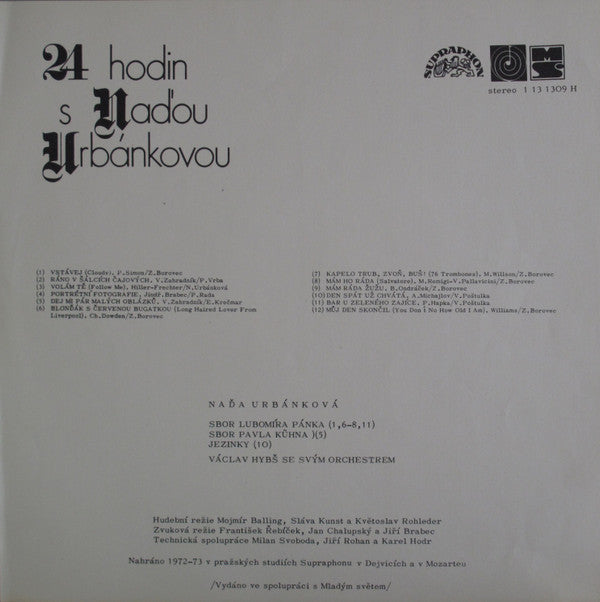 24 hodin
s Naďou
Urbánkovou
SUPRAPHON
MS
stereo 1 13 1309 H
(1) VSTÁVEJ (Cloudy), P.Simon/Z.Borovec
(2) RÁNO V ŠÁLCÍCH ČAJOVÝCH, V.Zahradník/P.Vrba
(3) VOLÁM TĚ (Follow Me), Hiller-Frechter/N.Urbánková
(4) PORTRÉTNÍ FOTOGRAFIE, Jindř.Brabec/P.Rada
(5) DEJ MI PÁR MALÝCH OBLÁZKŮ, V.Zahradník/E.Krečmar
(6) BLONĎÁK S ČERVENOU BUGATKOU (Long Haired Lover From
Liverpool), Ch.Dowden/Z.Borovec
(7) KAPELO TRUB, ZVOŇ, BUŠ! (76 Trombones), M.Willson/Z.Borovec
(8) MÁM HO RÁDA (Salvatore), M.Remigi-V.Pallavicini/Z.Borovec
(9) MÁM RÁDA ŽUŽU, B.Ondráček/Z.Borovec
(10) DEN SPÁT UŽ CHVÁTÁ, A.Michajlov/V.Poštulka
(11) BAR U ZELENÉHO ZAJÍCE, P.Hapka/V.Poštulka
(12) MŮJ DEN SKONČIL (You Don't No How Old I Am), Williams/Z.Borovec
NAĎA URBÁNKOVÁ
SBOR LUBOMÍRA PÁNKA (1,6-8,11)
SBOR PAVLA KŮHNA )(5)
JEZINKY (10)
VÁCLAV HYBŠ SE SVÝM ORCHESTREM
Hudební režie Mojmír Balling, Sláva Kunst a Květoslav Rohleder
Zvuková režie František Řebíček, Jan Chalupský a Jiří Brabec
Technická spolupráce Milan Svoboda, Jiří Rohan a Karel Hodr
Nahráno 1972-73 v pražských studiích Supraphonu v Dejvicích a v Mozarteu
/Vydáno ve spolupráci s Mladým světem/